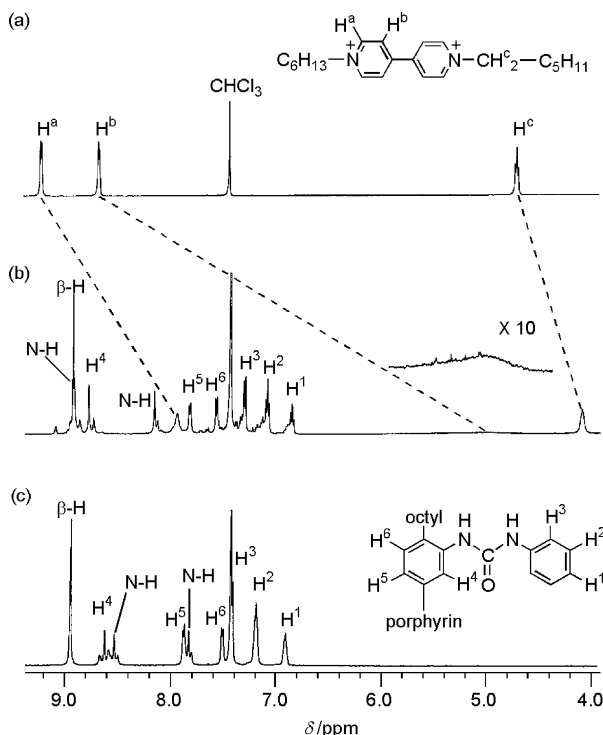 (a)
Hᵃ Hᵇ
C₆H₁₃ N⁺ N⁺ CHᶜ₂ C₅H₁₁
CHCl₃
Hᵃ Hᵇ Hᶜ
(b)
β-H
X 10
N-H H⁴ N-H H⁵ H⁶ H³ H² H¹
(c)
β-H
octyl
H⁶ N-H O H-N H³
H² H¹
H⁵ H⁴
porphyrin
H⁴ N-H H⁵ N-H H⁶ H³ H² H¹
9.0 8.0 7.0 6.0 5.0 4.0
δ/ppm